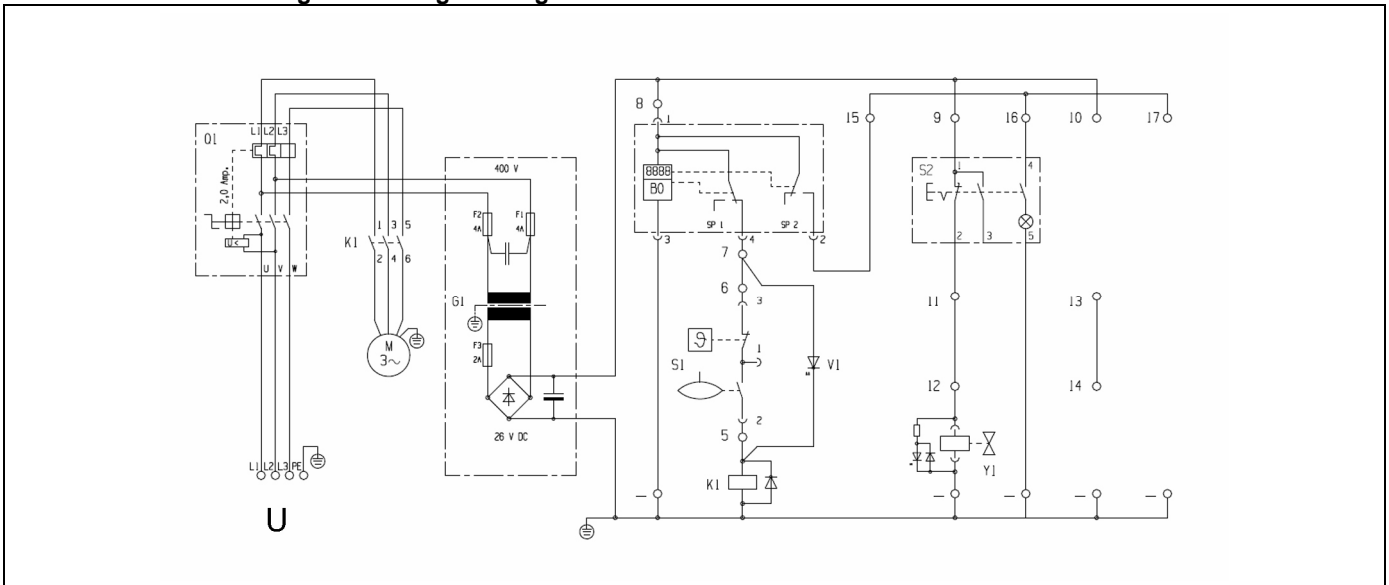 8
1
15
9
16
10
17
L1 L2 L3
Q1
2,0 Amp.
U<
U V W
K1
1 3 5
2 4 6
M
3~
400 V
F2
4A
F1
4A
G1
F3
2A
26 V DC
8888
B0
SP 1
SP 2
3
4
2
7
6
3
ϑ
1
S1
V1
2
5
K1
S2
1
4
2
3
5
11
13
12
14
Y1
L1 L2 L3 PE
U